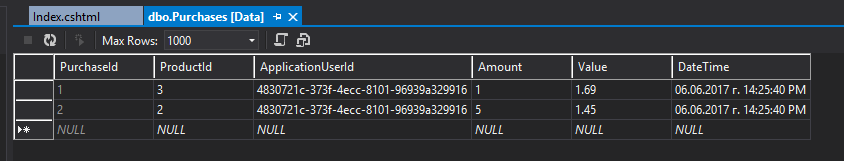 Index.cshtml dbo.Purchases [Data]
Max Rows: 1000
PurchaseId ProductId ApplicationUserId Amount Value DateTime
1 3 4830721c-373f-4ecc-8101-96939a329916 1 1.69 06.06.2017 г. 14:25:40 PM
2 2 4830721c-373f-4ecc-8101-96939a329916 5 1.45 06.06.2017 г. 14:25:40 PM
NULL NULL NULL NULL NULL NULL